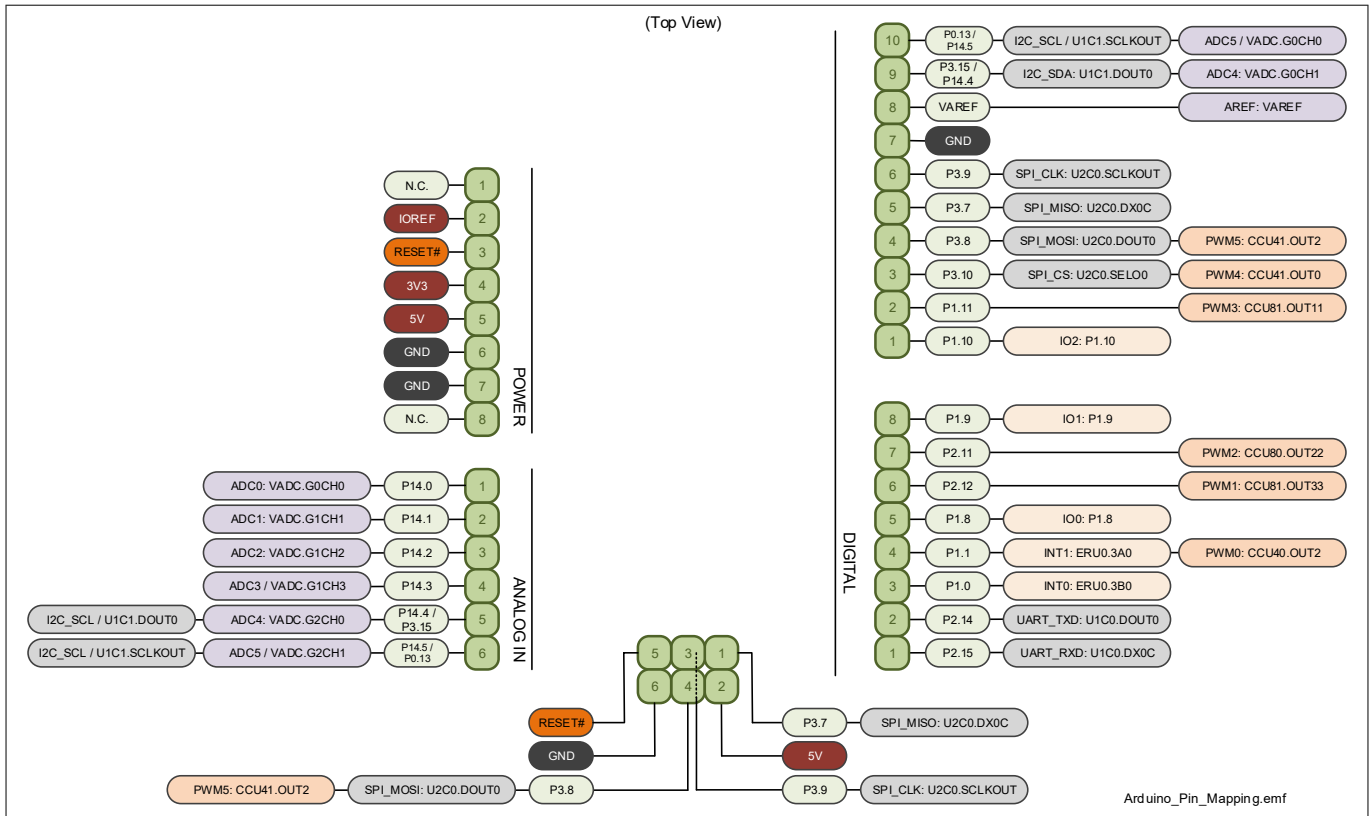 (Top View)
N.C. 1
IOREF 2
RESET# 3
3V3 4
5V 5
GND 6
GND 7
N.C. 8
POWER
ADC0: VADC.G0CH0 P14.0 1
ADC1: VADC.G1CH1 P14.1 2
ADC2: VADC.G1CH2 P14.2 3
ADC3 / VADC.G1CH3 P14.3 4
I2C_SCL / U1C1.DOUT0 ADC4: VADC.G2CH0 P14.4 /
P3.15 5
I2C_SCL / U1C1.SCLKOUT ADC5 / VADC.G2CH1 P14.5 /
P0.13 6
ANALOG IN
10 P0.13 /
P14.5 I2C_SCL / U1C1.SCLKOUT ADC5 / VADC.G0CH0
9 P3.15 /
P14.4 I2C_SDA: U1C1.DOUT0 ADC4: VADC.G0CH1
8 VAREF AREF: VAREF
7 GND
6 P3.9 SPI_CLK: U2C0.SCLKOUT
5 P3.7 SPI_MISO: U2C0.DX0C
4 P3.8 SPI_MOSI: U2C0.DOUT0 PWM5: CCU41.OUT2
3 P3.10 SPI_CS: U2C0.SELO0 PWM4: CCU41.OUT0
2 P1.11 PWM3: CCU81.OUT11
1 P1.10 IO2: P1.10
8 P1.9 IO1: P1.9
7 P2.11 PWM2: CCU80.OUT22
6 P2.12 PWM1: CCU81.OUT33
5 P1.8 IO0: P1.8
4 P1.1 INT1: ERU0.3A0 PWM0: CCU40.OUT2
3 P1.0 INT0: ERU0.3B0
2 P2.14 UART_TXD: U1C0.DOUT0
1 P2.15 UART_RXD: U1C0.DX0C
DIGITAL
5 3 1
6 4 2
RESET# P3.7 SPI_MISO: U2C0.DX0C
GND 5V
PWM5: CCU41.OUT2 SPI_MOSI: U2C0.DOUT0 P3.8 P3.9 SPI_CLK: U2C0.SCLKOUT
Arduino_Pin_Mapping.emf